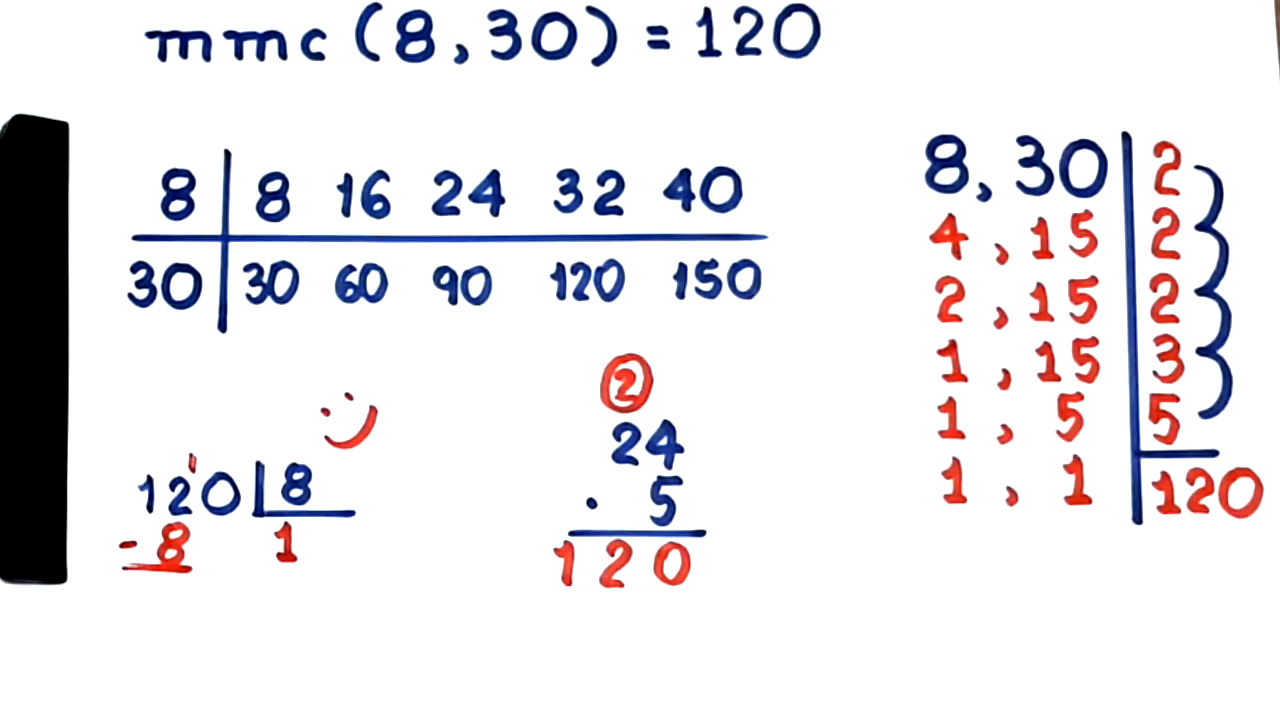 mmc (8,30) = 120
8 | 8 16 24 32 40
30 | 30 60 90 120 150
8, 30 | 2
4, 15 | 2
2, 15 | 2
1, 15 | 3
1, 5 | 5
1, 1 | 120
1
120 | 8
- 8 1
2
24
. 5
120